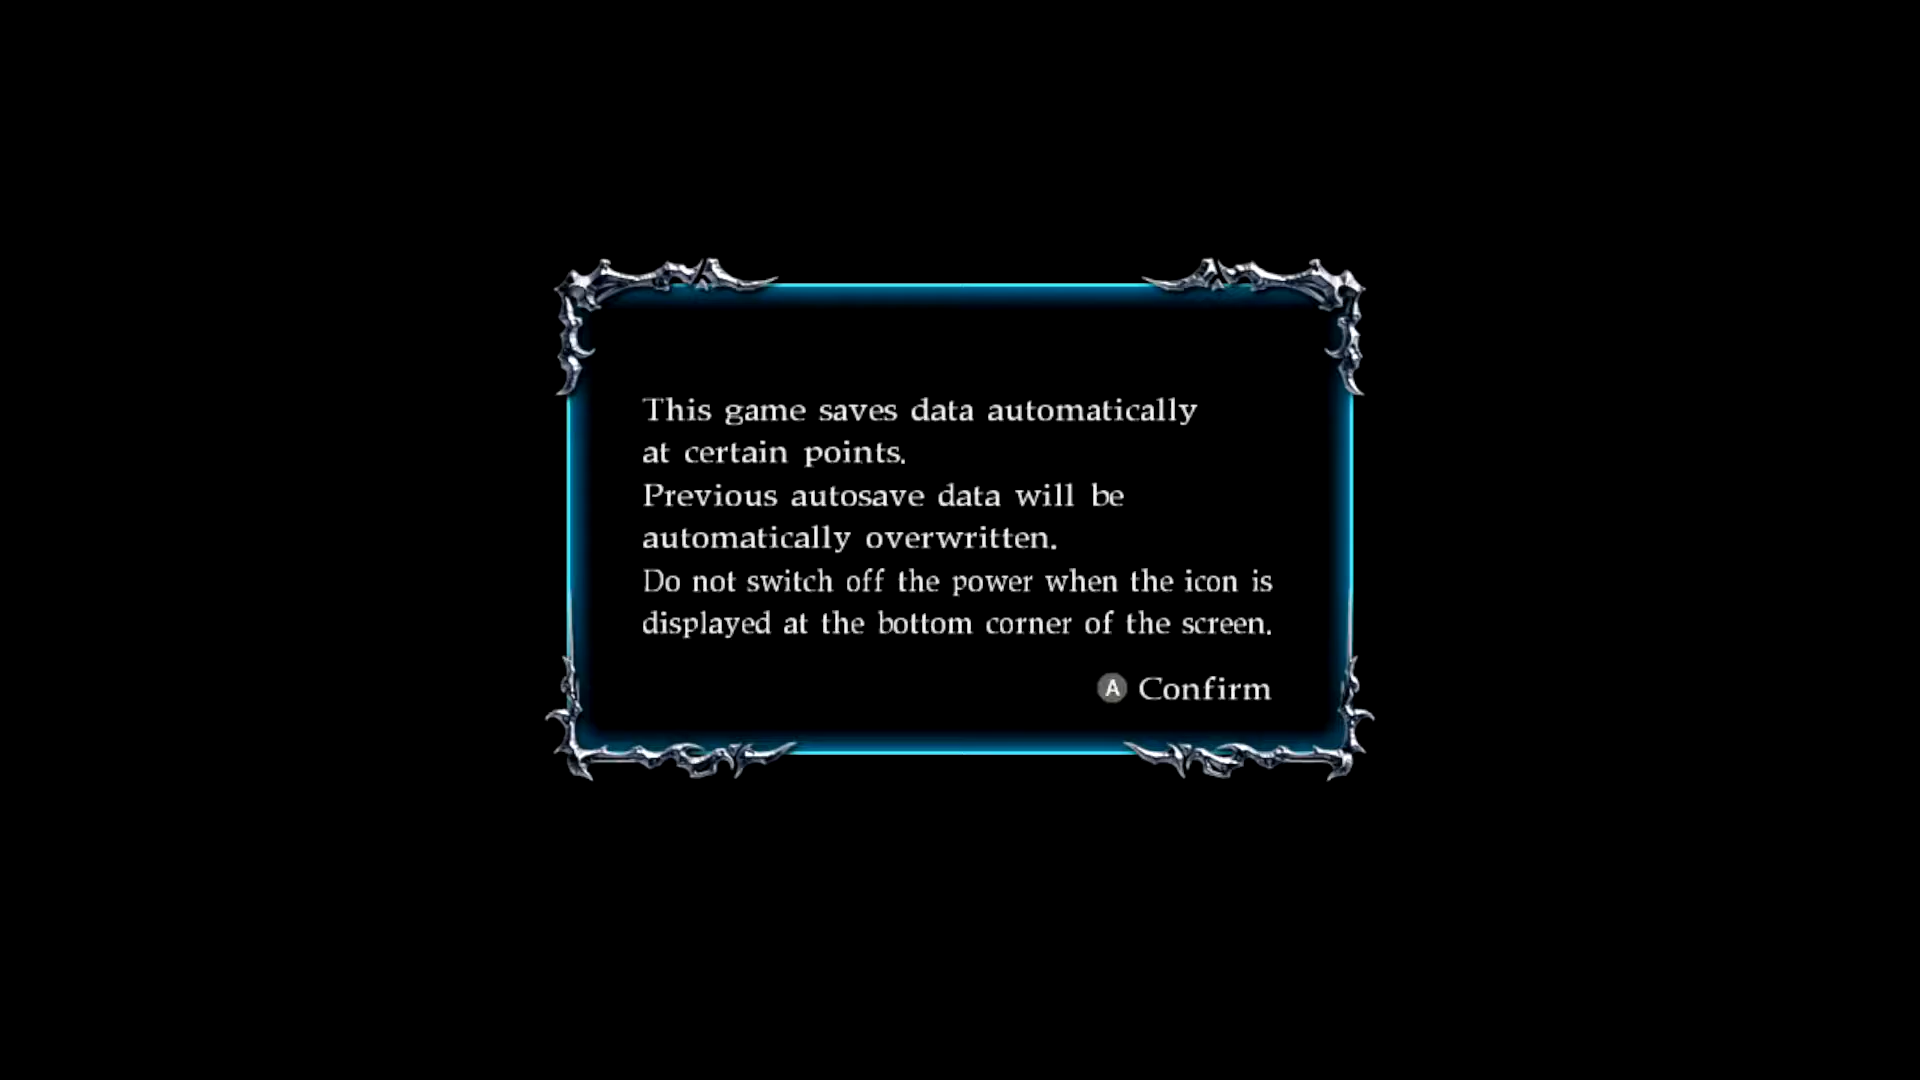 This game saves data automatically
at certain points.
Previous autosave data will be
automatically overwritten.
Do not switch off the power when the icon is
displayed at the bottom corner of the screen.
A Confirm